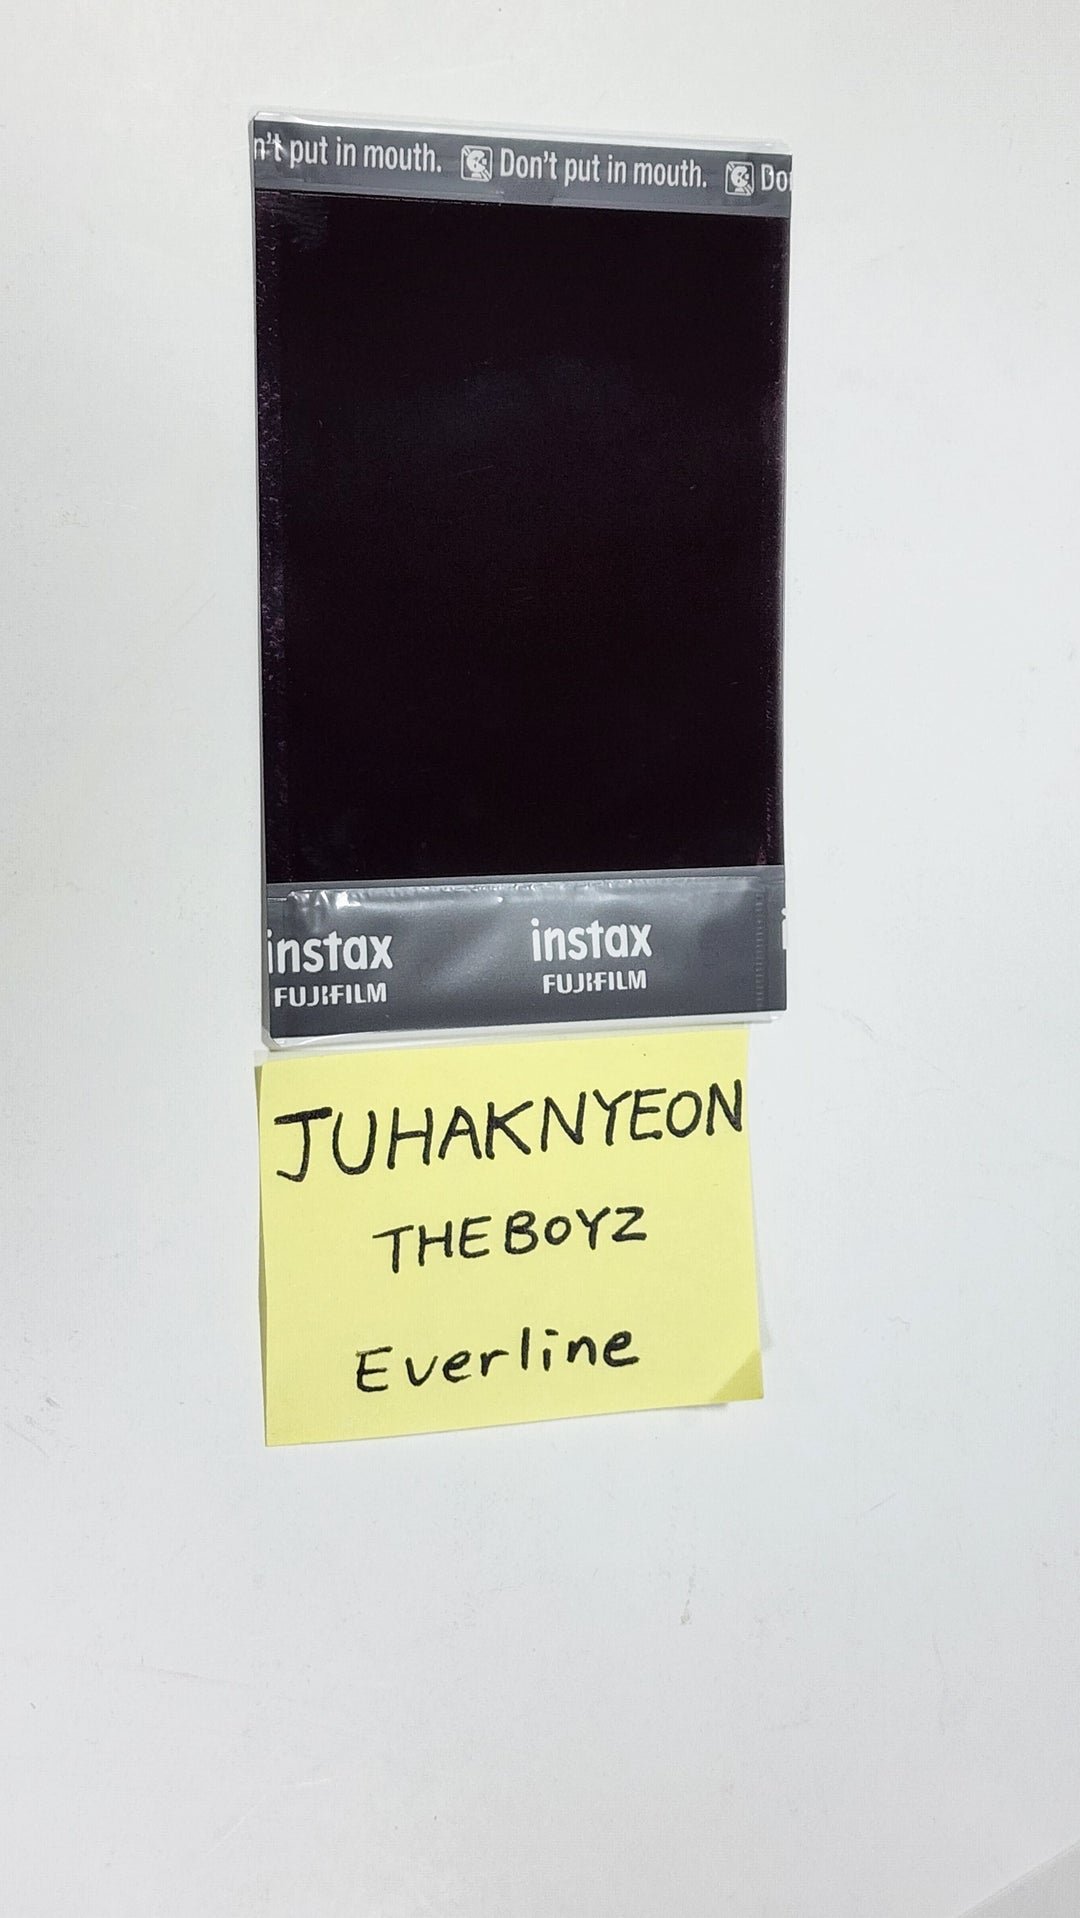 n't put in mouth. Don't put in mouth. Do
instax instax i
FUJIFILM FUJIFILM
JUHAKNYEON
THEBOYZ
Everline